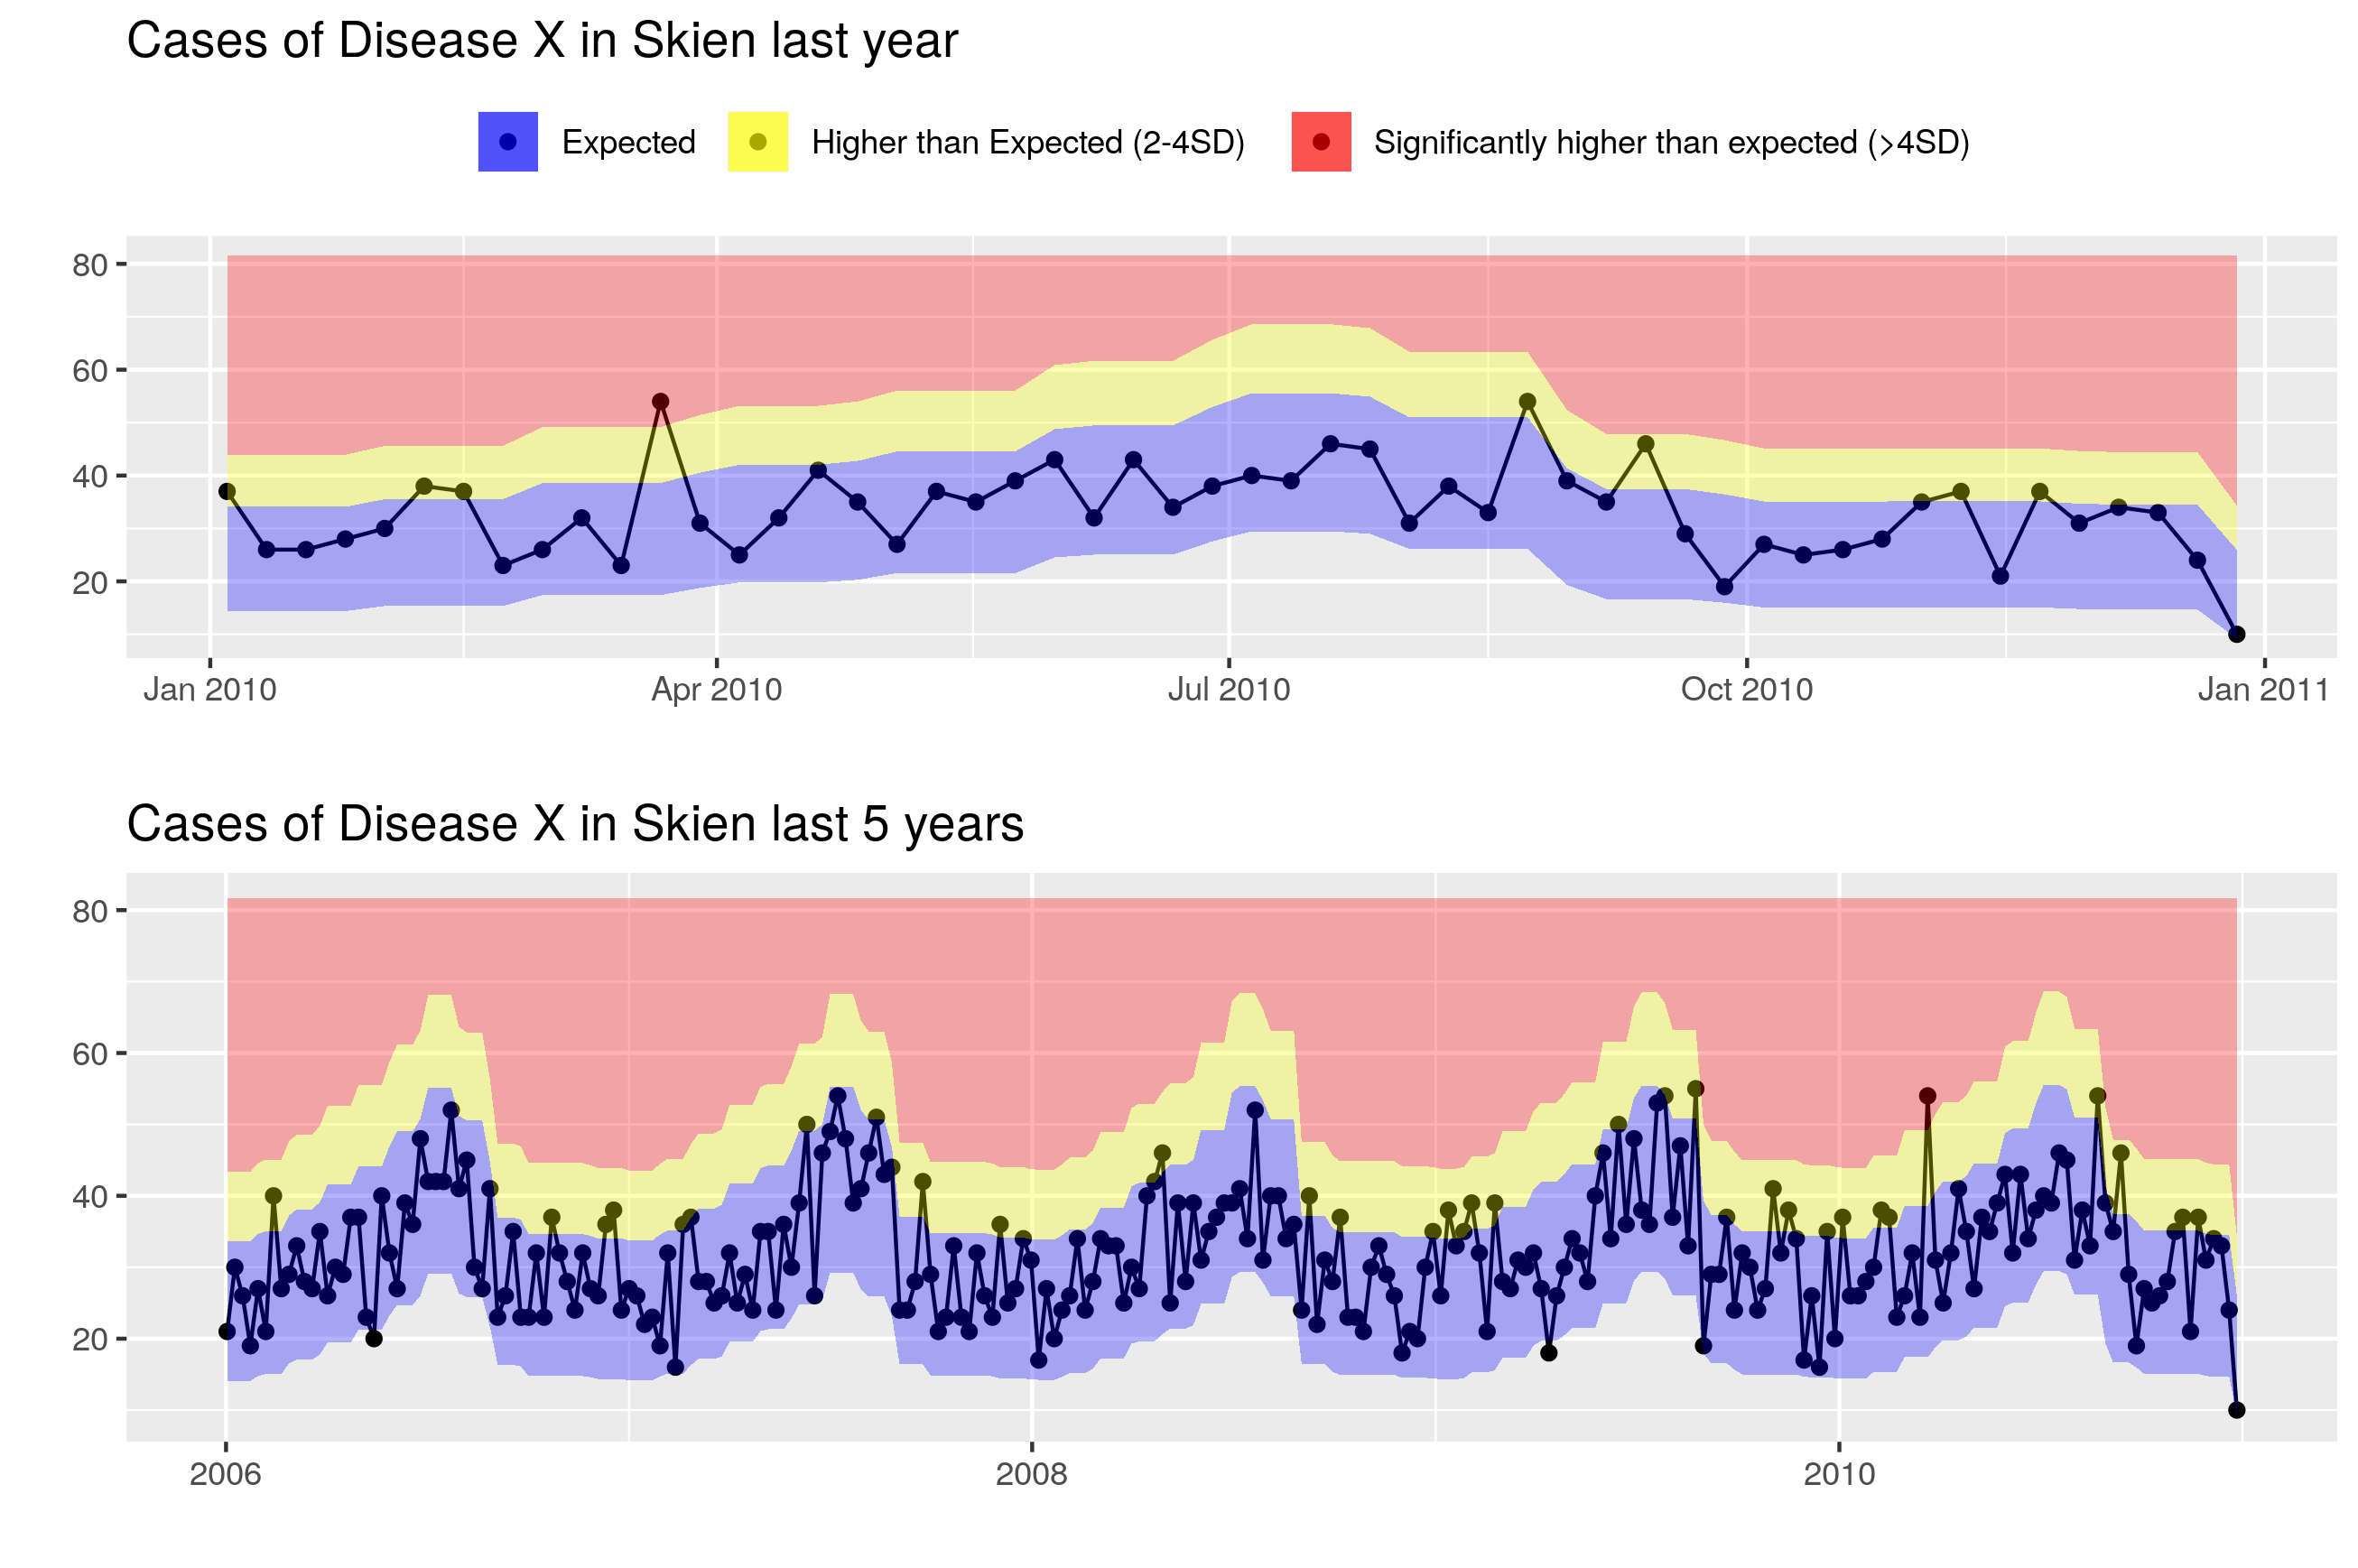 Cases of Disease X in Skien last year
Expected Higher than Expected (2-4SD) Significantly higher than expected (>4SD)
80
60
40
20
Jan 2010 Apr 2010 Jul 2010 Oct 2010 Jan 2011
Cases of Disease X in Skien last 5 years
80
60
40
20
2006 2008 2010